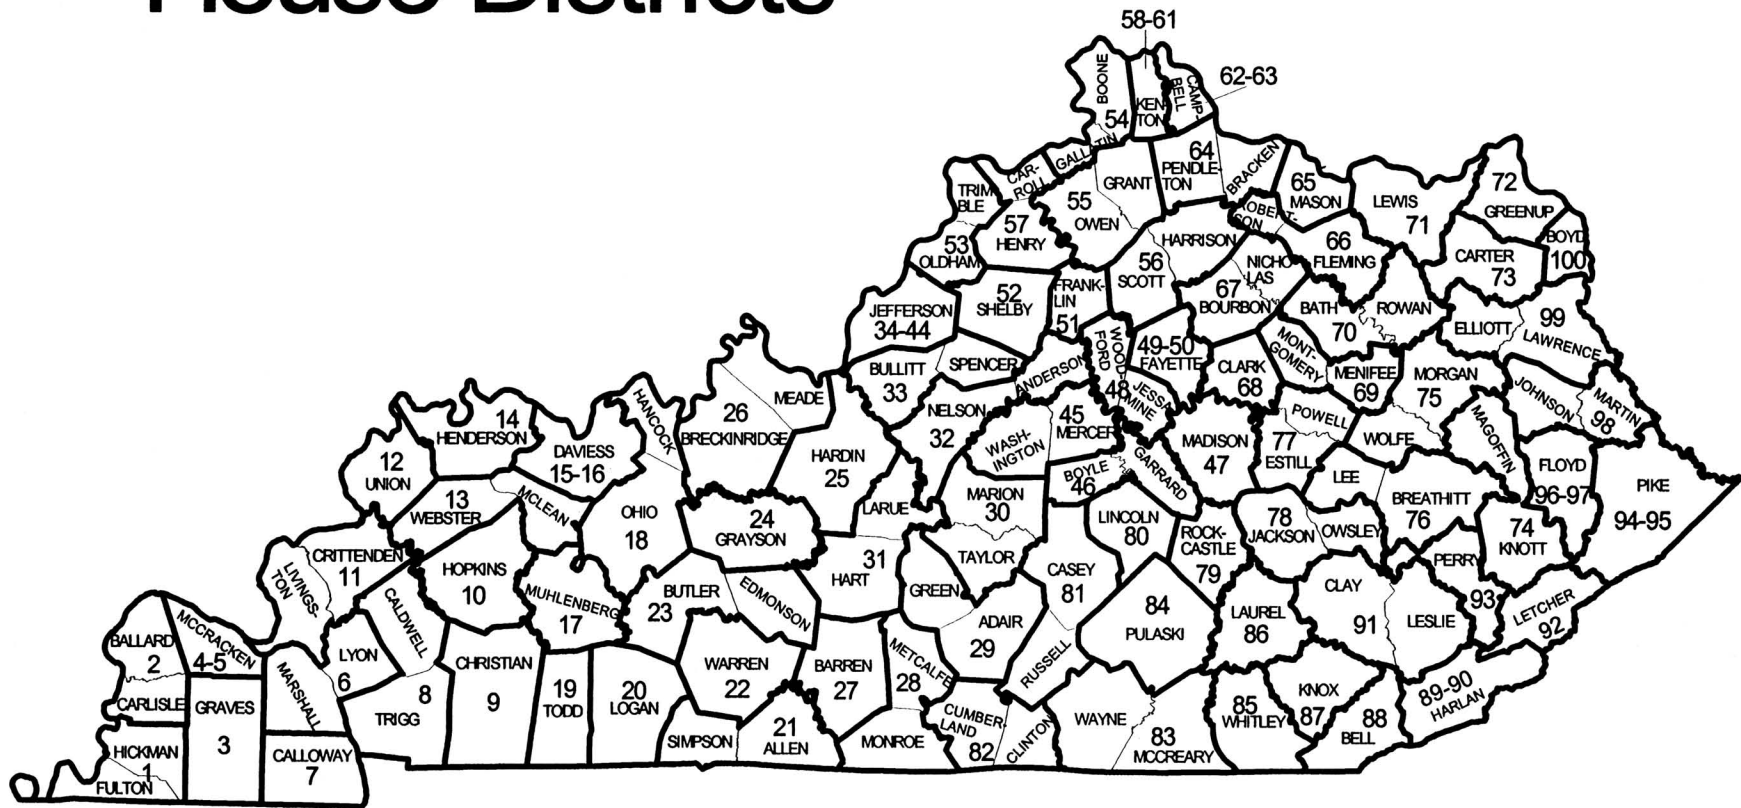 House Districts
58-61
62-63
BOONE
54
KEN-
TON
CAMP-
BELL
GALLATIN
CAR-
ROLL
TRIM-
BLE
GRANT
64
PENDLE-
TON
BRACKEN
65
MASON
LEWIS
71
72
GREENUP
55
OWEN
57
HENRY
53
OLDHAM
ROBERT-
SON
HARRISON
66
FLEMING
CARTER
73
BOYD
100
56
SCOTT
NICHO-
LAS
67
BOURBON
52
SHELBY
FRANK-
LIN
51
JEFFERSON
34-44
BATH
70
ROWAN
ELLIOTT
99
LAWRENCE
WOOD-
FORD
48
49-50
FAYETTE
MONT-
GOMERY
CLARK
68
MENIFEE
69
MORGAN
75
JOHNSON
MARTIN
98
BULLITT
33
SPENCER
ANDERSON
JESSA-
MINE
MEADE
26
BRECKINRIDGE
HANCOCK
NELSON
32
45
MERCER
WASH-
INGTON
POWELL
WOLFE
MAGOFFIN
14
HENDERSON
DAVIESS
15-16
HARDIN
25
BOYLE
46
GARRARD
MADISON
47
77
ESTILL
LEE
BREATHITT
76
FLOYD
96-97
PIKE
94-95
12
UNION
13
WEBSTER
MCLEAN
OHIO
18
24
GRAYSON
LARUE
MARION
30
LINCOLN
80
ROCK-
CASTLE
79
78
JACKSON
OWSLEY
74
KNOTT
PERRY
93
CRITTENDEN
11
LIVINGS-
TON
HOPKINS
10
MUHLENBERG
17
BUTLER
23
EDMONSON
31
HART
GREEN
TAYLOR
CASEY
81
84
PULASKI
LAUREL
86
CLAY
91
LESLIE
LETCHER
92
CALDWELL
BALLARD
2
MCCRACKEN
4-5
LYON
6
MARSHALL
CHRISTIAN
9
WARREN
22
BARREN
27
METCALFE
28
ADAIR
29
RUSSELL
CARLISLE
GRAVES
3
TRIGG
8
19
TODD
20
LOGAN
SIMPSON
21
ALLEN
MONROE
CUMBER-
LAND
82
CLINTON
WAYNE
83
MCCREARY
85
WHITLEY
KNOX
87
88
BELL
89-90
HARLAN
HICKMAN
1
FULTON
CALLOWAY
7